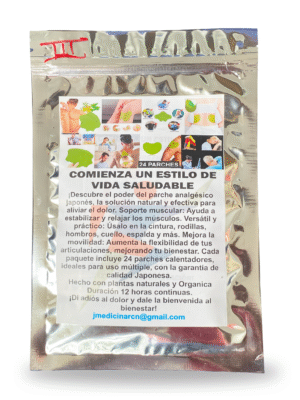 24 PARCHES
COMIENZA UN ESTILO DE
VIDA SALUDABLE
¡Descubre el poder del parche analgésico
japonés, la solución natural y efectiva para
aliviar el dolor. Soporte muscular: Ayuda a
estabilizar y relajar los músculos. Versátil y
práctico: Úsalo en la cintura, rodillas,
hombros, cuello, espalda y más. Mejora la
movilidad: Aumenta la flexibilidad de tus
articulaciones, mejorando tu bienestar. Cada
paquete incluye 24 parches calentadores,
ideales para uso múltiple, con la garantía de
calidad Japonesa.
Hecho con plantas naturales y Organica
Duración 12 horas continuas.
¡Di adiós al dolor y dale la bienvenida al
bienestar!
jmedicinarcn@gmail.com